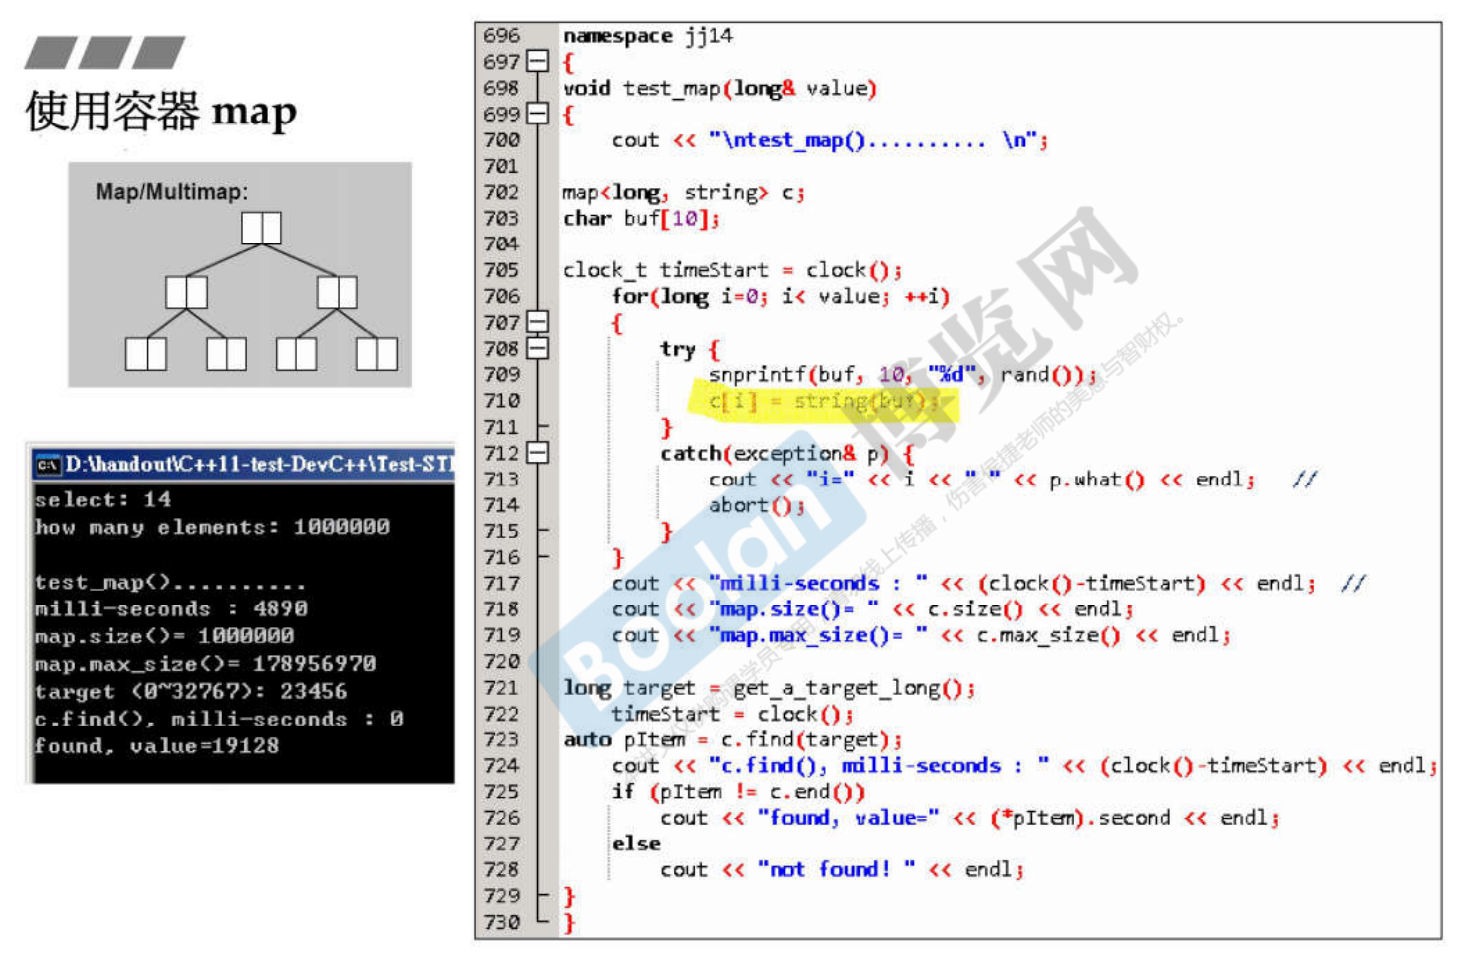 使用容器 map
Map/Multimap:
D:\handout\C++11-test-DevC++\Test-STI
select: 14
how many elements: 1000000
test_map()..........
milli-seconds : 4890
map.size()= 1000000
map.max_size()= 178956970
target (0~32767): 23456
c.find(), milli-seconds : 0
found, value=19128
696 namespace jj14
697 {
698 void test_map(long& value)
699 {
700 cout << "\ntest_map().......... \n";
701
702 map<long, string> c;
703 char buf[10];
704
705 clock_t timeStart = clock();
706 for(long i=0; i< value; ++i)
707 {
708 try {
709 snprintf(buf, 10, "%d", rand());
710 c[i] = string(buf);
711 }
712 catch(exception& p) {
713 cout << "i=" << i << " " << p.what() << endl; //
714 abort();
715 }
716 }
717 cout << "milli-seconds : " << (clock()-timeStart) << endl; //
718 cout << "map.size()= " << c.size() << endl;
719 cout << "map.max_size()= " << c.max_size() << endl;
720
721 long target = get_a_target_long();
722 timeStart = clock();
723 auto pItem = c.find(target);
724 cout << "c.find(), milli-seconds : " << (clock()-timeStart) << endl;
725 if (pItem != c.end())
726 cout << "found, value=" << (*pItem).second << endl;
727 else
728 cout << "not found! " << endl;
729 }
730 }
Boolan
博览网